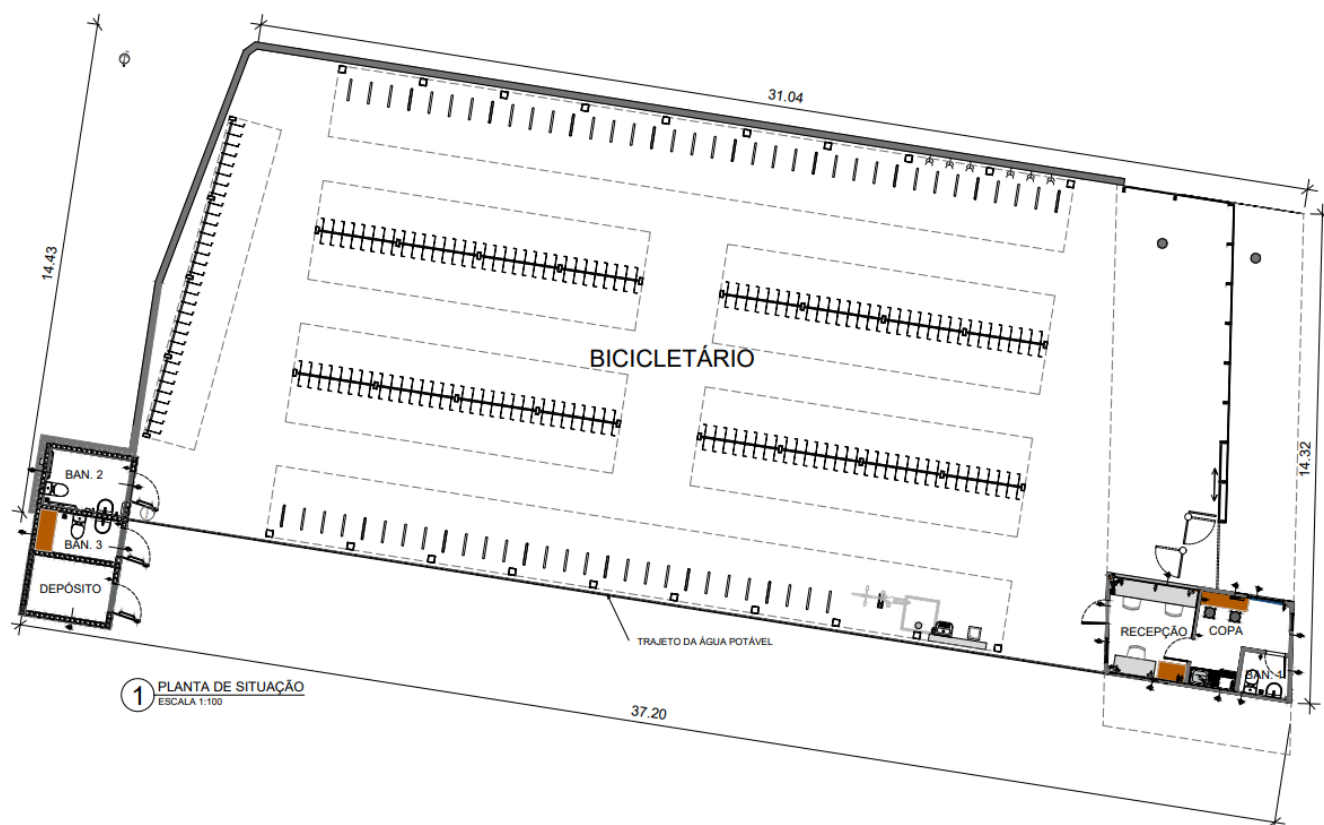 31.04
14.43
BICICLETÁRIO
14.32
BAN. 2
BAN. 3
DEPÓSITO
RECEPÇÃO
COPA
BAN. 1
TRAJETO DA ÁGUA POTÁVEL
1
PLANTA DE SITUAÇÃO
ESCALA 1:100
37.20